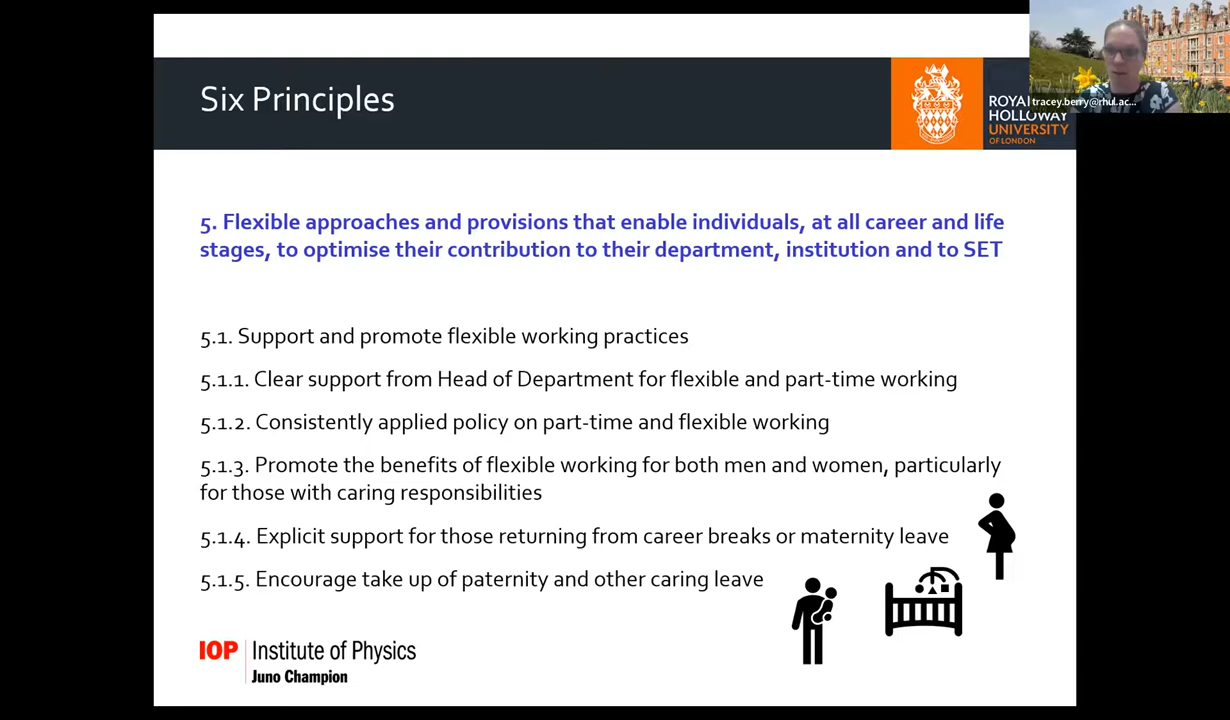 Six Principles
ROYAL
tracey.berry@rhul.ac...
HOLLOWAY
UNIVERSITY
OF LONDON
5. Flexible approaches and provisions that enable individuals, at all career and life
stages, to optimise their contribution to their department, institution and to SET
5.1. Support and promote flexible working practices
5.1.1. Clear support from Head of Department for flexible and part-time working
5.1.2. Consistently applied policy on part-time and flexible working
5.1.3. Promote the benefits of flexible working for both men and women, particularly
for those with caring responsibilities
5.1.4. Explicit support for those returning from career breaks or maternity leave
5.1.5. Encourage take up of paternity and other caring leave
IOP Institute of Physics
Juno Champion